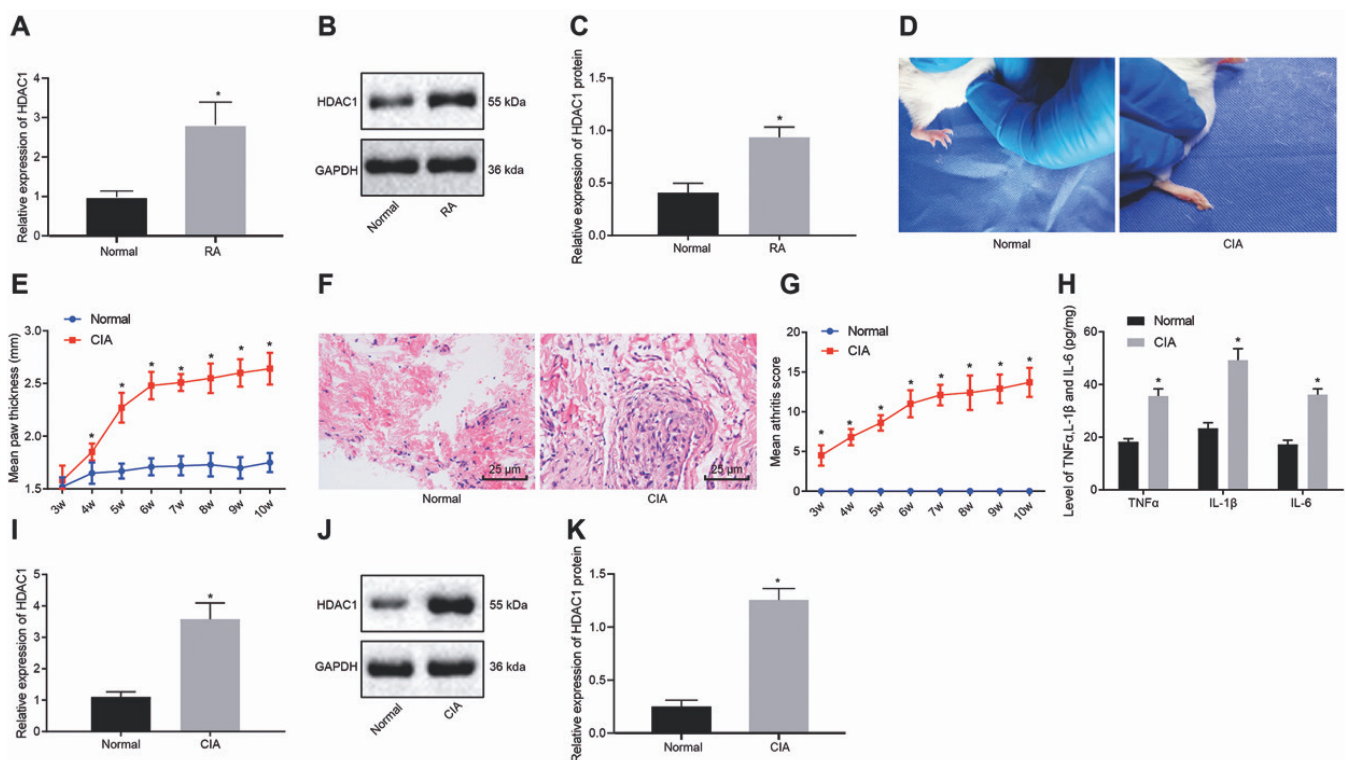 A
Relative expression of HDAC1
4
3
2
1
0
*
Normal
RA
B
HDAC1
55 kDa
GAPDH
36 kda
Normal
RA
C
Relative expression of HDAC1 protein
1.5
1.0
0.5
0.0
*
Normal
RA
D
Normal
CIA
E
Normal
CIA
Mean paw thickness (mm)
3.0
2.5
2.0
1.5
* * * * * * *
3w 4w 5w 6w 7w 8w 9w 10w
F
25 µm
25 µm
Normal
CIA
G
Normal
CIA
Mean athritis score
20
15
10
5
0
* * * * * * * *
3w 4w 5w 6w 7w 8w 9w 10w
H
Normal
CIA
Level of TNFα,L-1β and IL-6 (pg/mg)
80
60
40
20
0
* * *
TNFα IL-1β IL-6
I
Relative expression of HDAC1
5
4
3
2
1
0
*
Normal
CIA
J
HDAC1
55 kDa
GAPDH
36 kda
Normal
CIA
K
Relative expression of HDAC1 protein
1.5
1.2
0.5
0.0
*
Normal
CIA